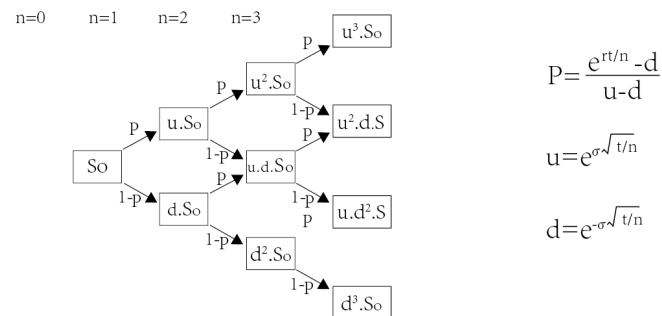 n=0 n=1 n=2 n=3
u³.So
p
u².So
p
1-p
u.So
u².d.S
p
1-p
p
So
u.d.So
1-p
p
1-p
d.So
p
u.d².S
1-p
d².So
1-p
d³.So
P= e^rt/n -d
u-d
u=e^σ√t/n
d=e^-σ√t/n